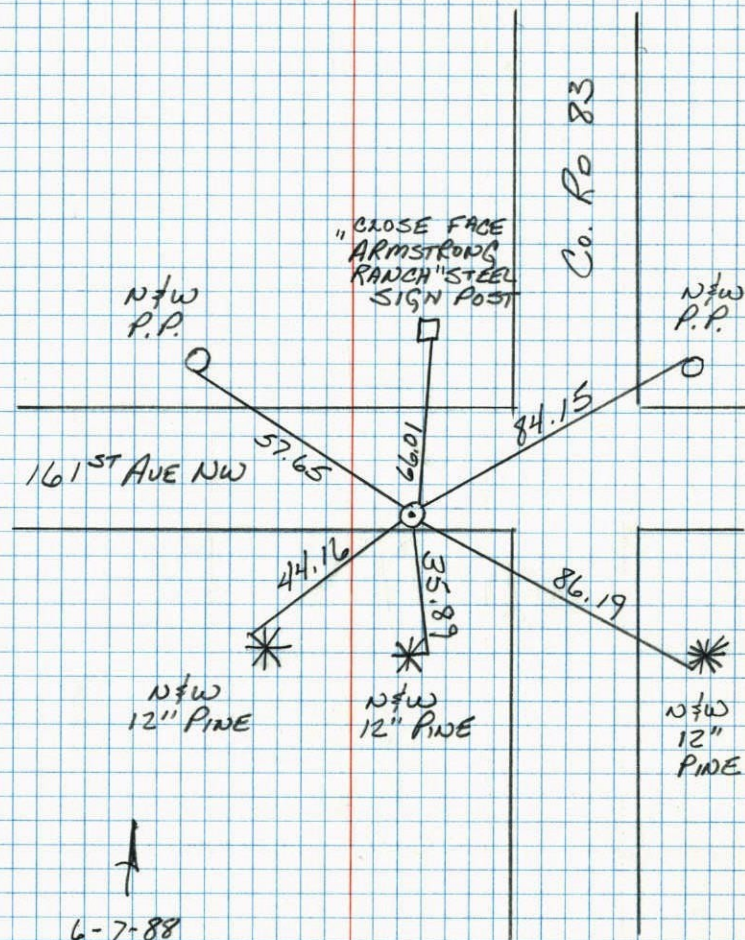 Co. RD 83
"CLOSE FACE
ARMSTRONG
RANCH" STEEL
SIGN POST
N&W
P.P.
N&W
P.P.
84.15
66.01
57.65
161ST AVE NW
44.16
35.89
86.19
N&W
12" PINE
N&W
12" PINE
N&W
12"
PINE
6-7-88